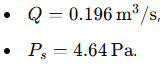 • Q = 0.196 m³/s,
• Pₛ = 4.64 Pa.